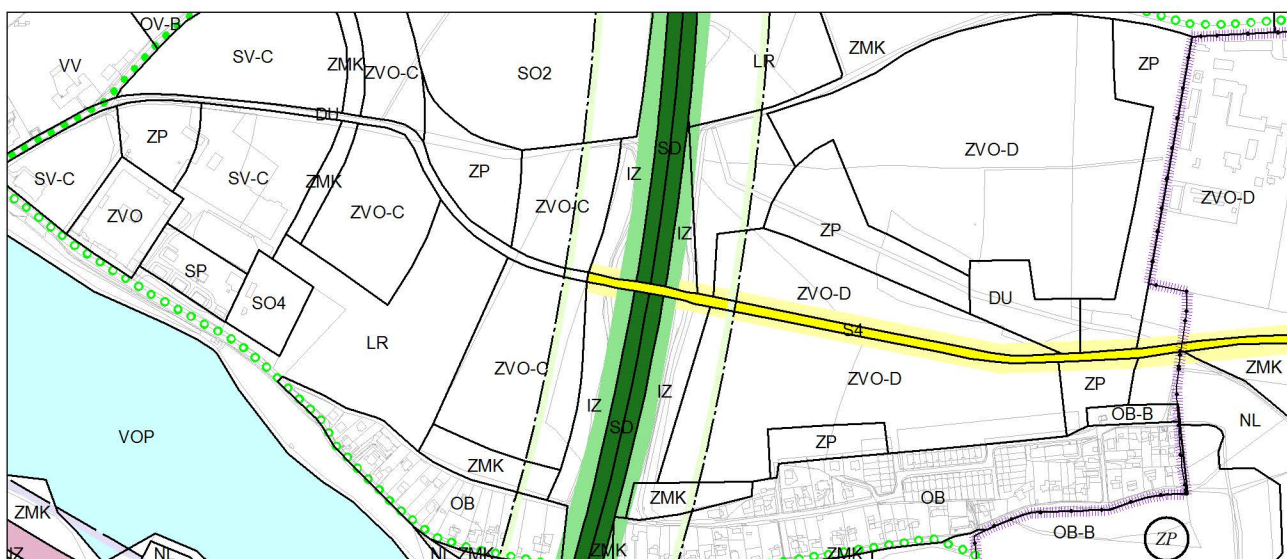 OV-B
VV
SV-C
ZMK
ZVO-C
SO2
LR
ZMK
ZP
DU
ZP
SV-C
SV-C
ZMK
ZVO-C
ZP
ZVO-C
IZ
SD
IZ
ZVO-D
ZP
ZVO-D
ZVO
SP
SO4
LR
ZVO-C
ZVO-D
DU
S4
ZVO-D
ZP
ZMK
IZ
IZ
SD
VOP
OB-B
NL
ZP
ZMK
ZMK
OB
OB
OB-B
ZP
ZMK
NL
NL
ZMK
ZMK
ZMK